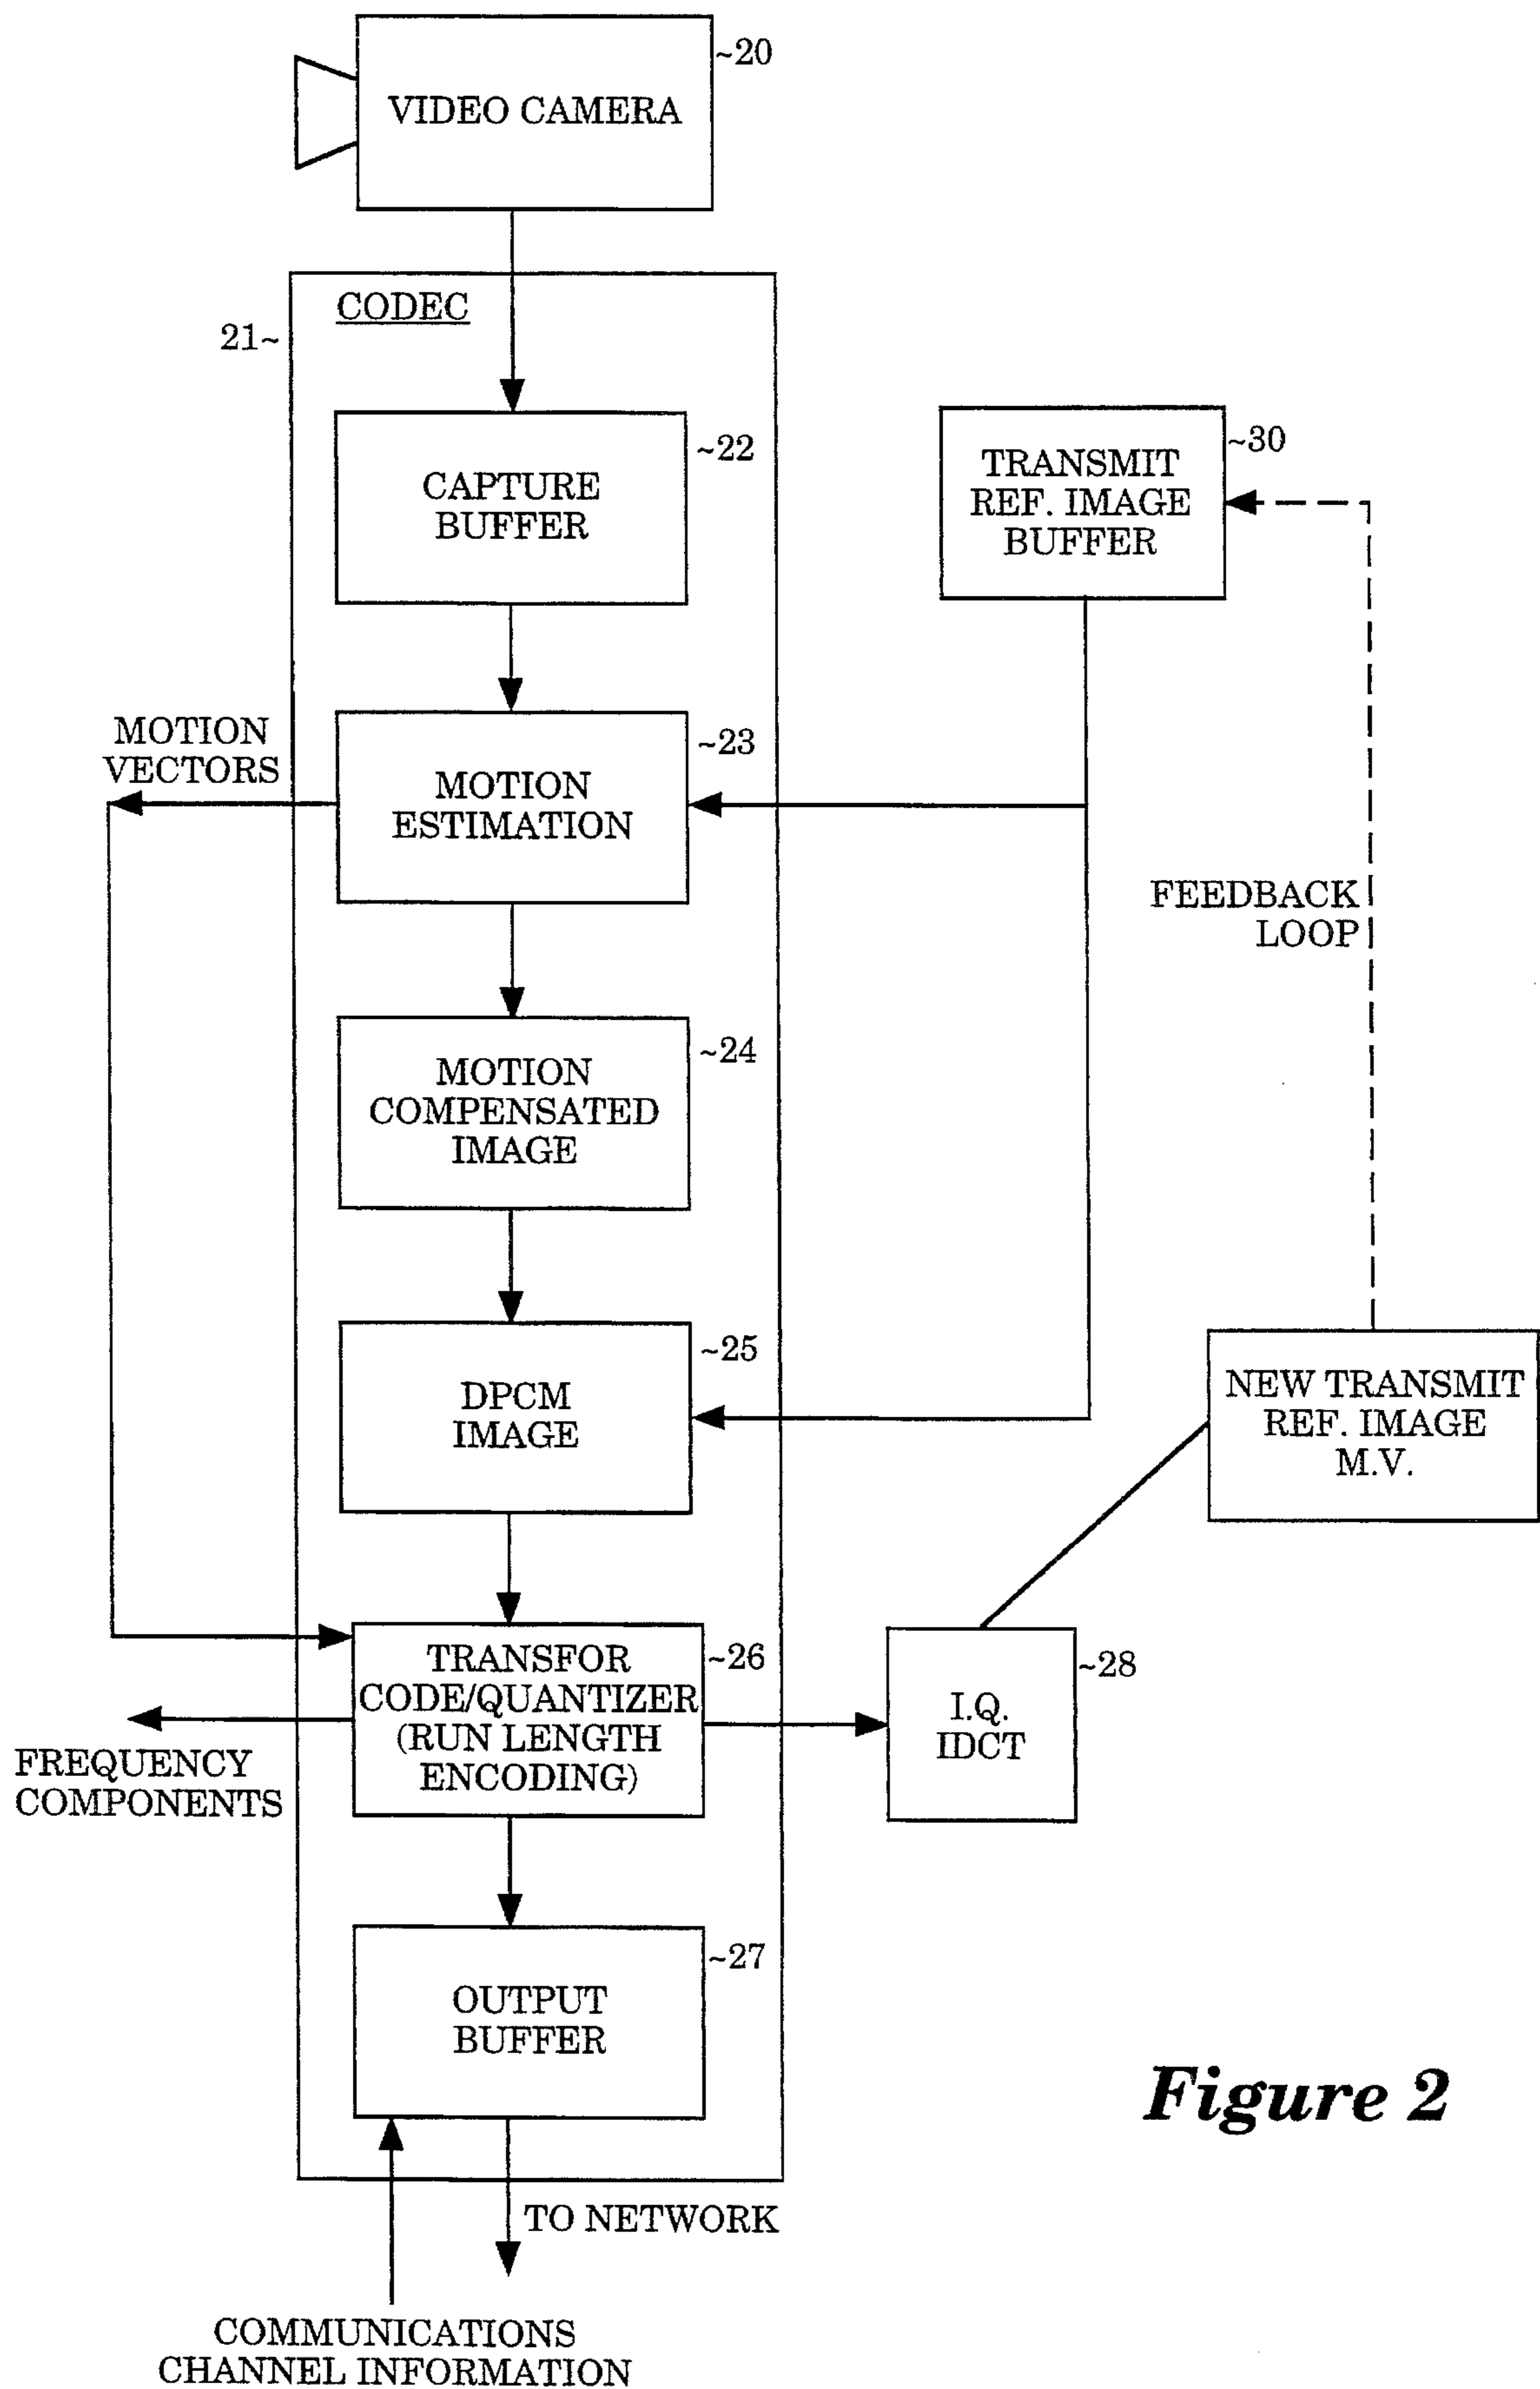 VIDEO CAMERA
~20
CODEC
21~
CAPTURE
BUFFER
~22
TRANSMIT
REF. IMAGE
BUFFER
~30
MOTION
VECTORS
MOTION
ESTIMATION
~23
FEEDBACK
LOOP
MOTION
COMPENSATED
IMAGE
~24
DPCM
IMAGE
~25
NEW TRANSMIT
REF. IMAGE
M.V.
TRANSFOR
CODE/QUANTIZER
(RUN LENGTH
ENCODING)
~26
I.Q.
IDCT
~28
FREQUENCY
COMPONENTS
OUTPUT
BUFFER
~27
TO NETWORK
COMMUNICATIONS
CHANNEL INFORMATION
Figure 2